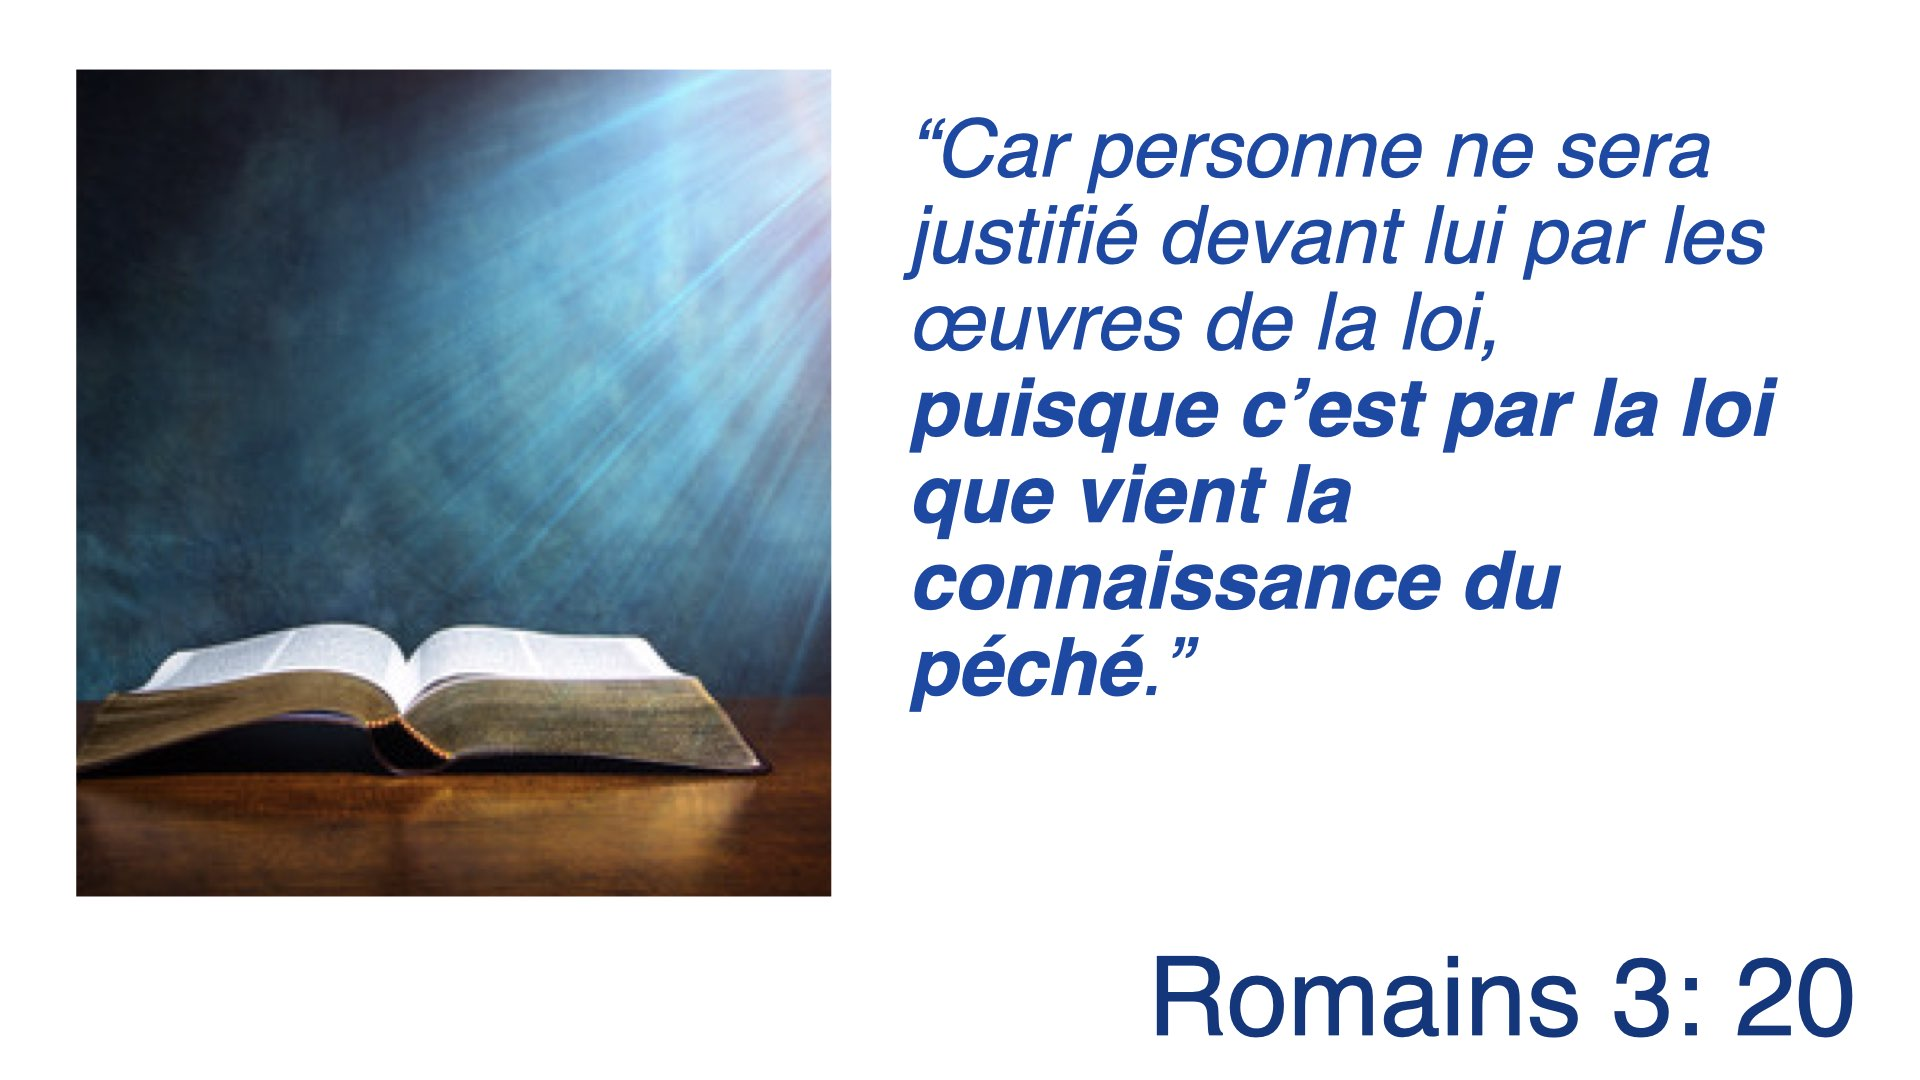 “Car personne ne sera
justifié devant lui par les
œuvres de la loi,
puisque c’est par la loi
que vient la
connaissance du
péché.”
Romains 3: 20